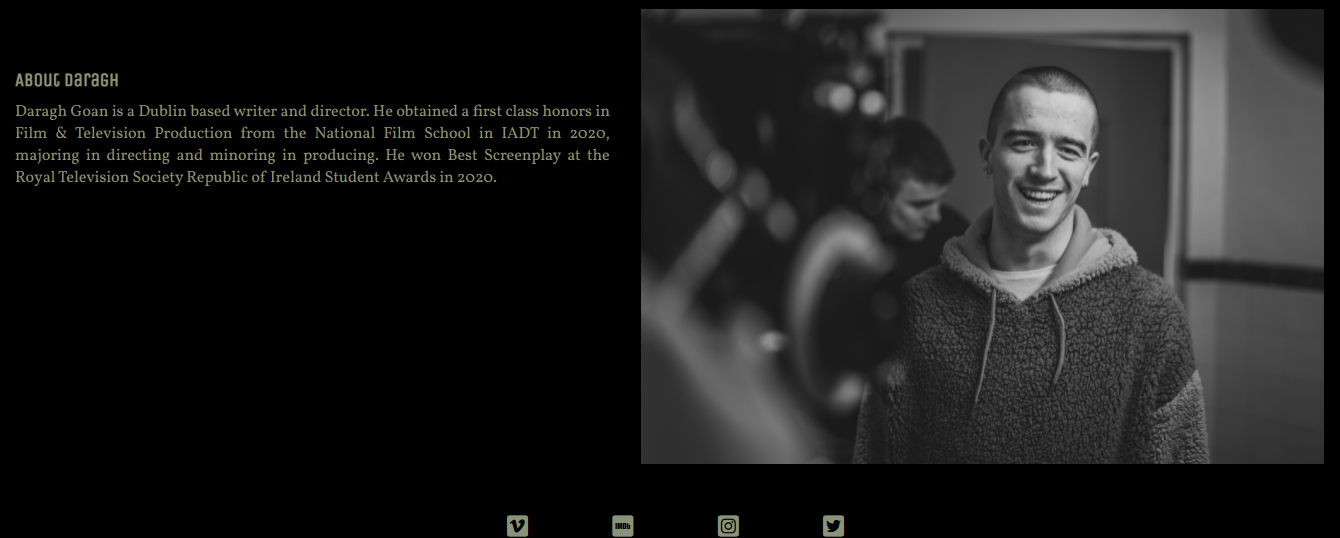 About Daragh
Daragh Goan is a Dublin based writer and director. He obtained a first class honors in
Film & Television Production from the National Film School in IADT in 2020,
majoring in directing and minoring in producing. He won Best Screenplay at the
Royal Television Society Republic of Ireland Student Awards in 2020.
IMDb